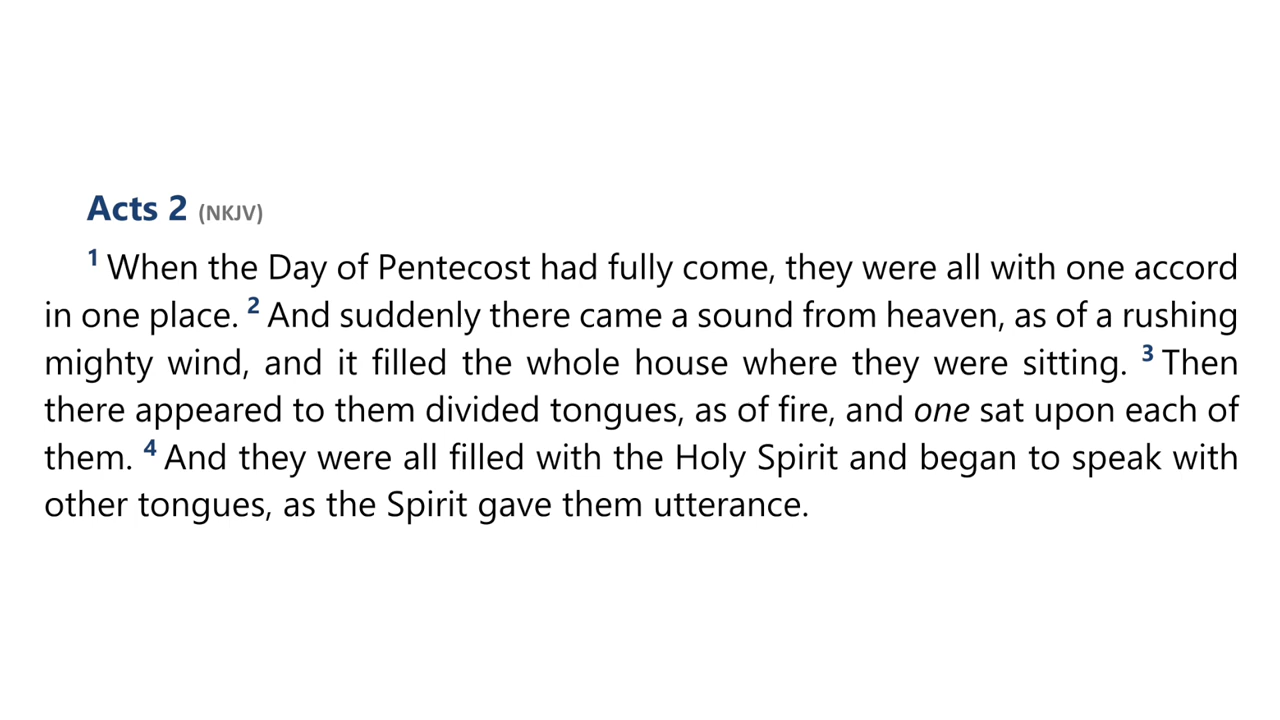 Acts 2 (NKJV)
1 When the Day of Pentecost had fully come, they were all with one accord
in one place. 2 And suddenly there came a sound from heaven, as of a rushing
mighty wind, and it filled the whole house where they were sitting. 3 Then
there appeared to them divided tongues, as of fire, and one sat upon each of
them. 4 And they were all filled with the Holy Spirit and began to speak with
other tongues, as the Spirit gave them utterance.